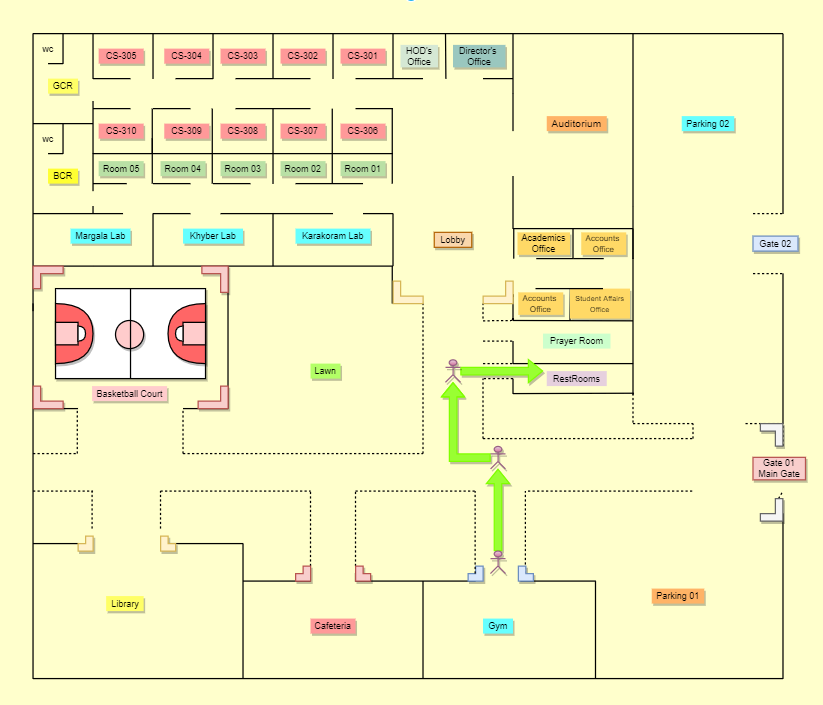 wc
CS-305
CS-304
CS-303
CS-302
CS-301
HOD's
Office
Director's
Office
GCR
Auditorium
Parking 02
wc
CS-310
CS-309
CS-308
CS-307
CS-306
BCR
Room 05
Room 04
Room 03
Room 02
Room 01
Margala Lab
Khyber Lab
Karakoram Lab
Lobby
Academics
Office
Accounts
Office
Gate 02
Accounts
Office
Student Affairs
Office
Prayer Room
RestRooms
Lawn
Basketball Court
Gate 01
Main Gate
Library
Cafeteria
Gym
Parking 01